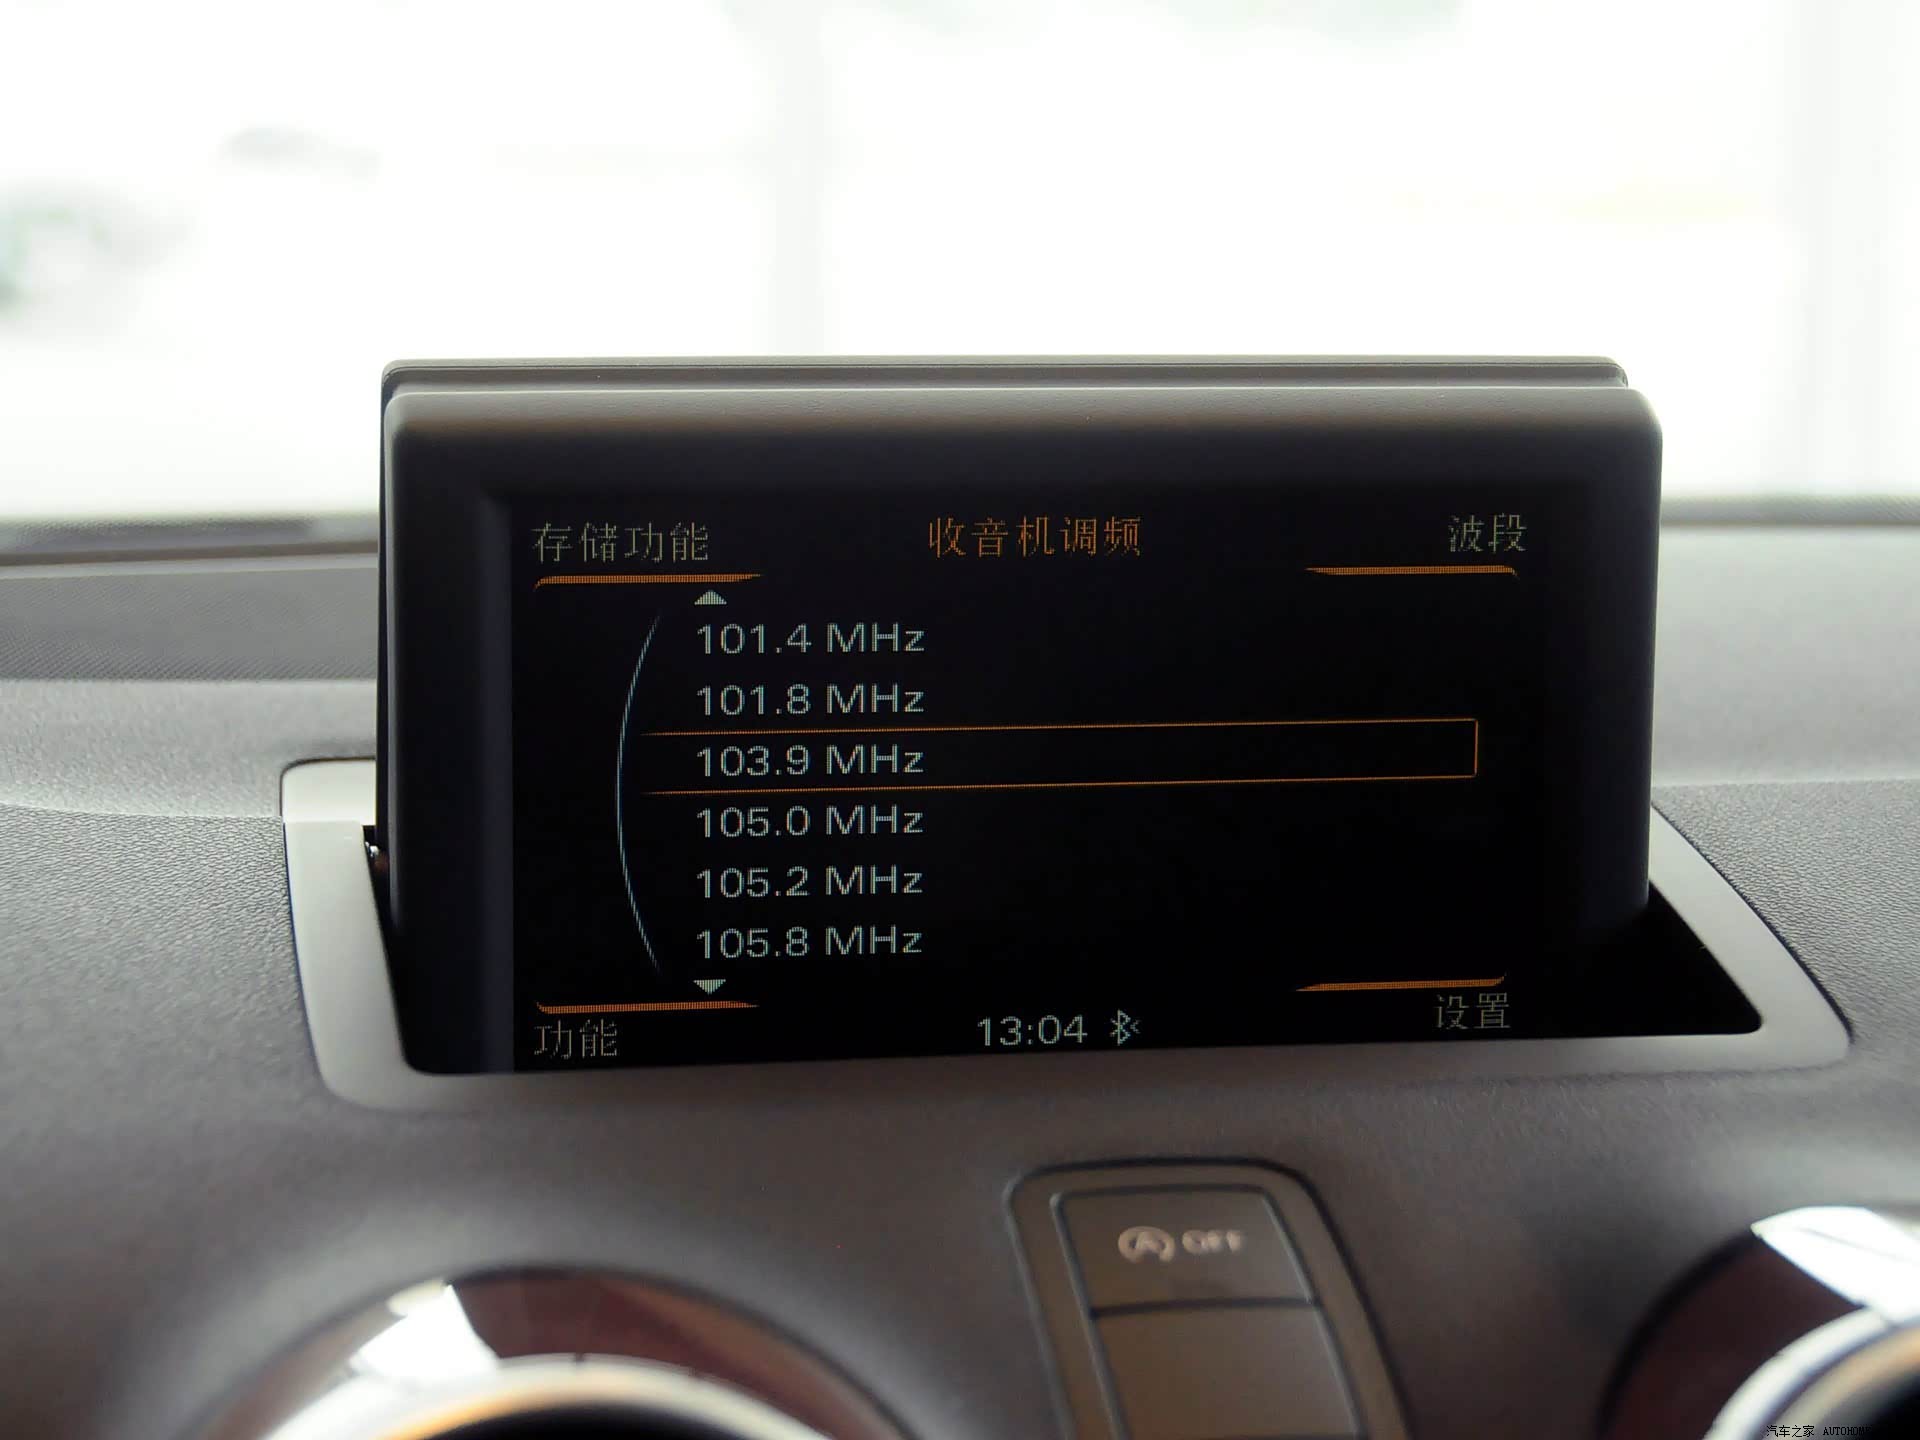 存储功能 收音机调频 波段
101.4 MHz
101.8 MHz
103.9 MHz
105.0 MHz
105.2 MHz
105.8 MHz
功能 13:04 设置
A OFF
汽车之家 AUTOHOME